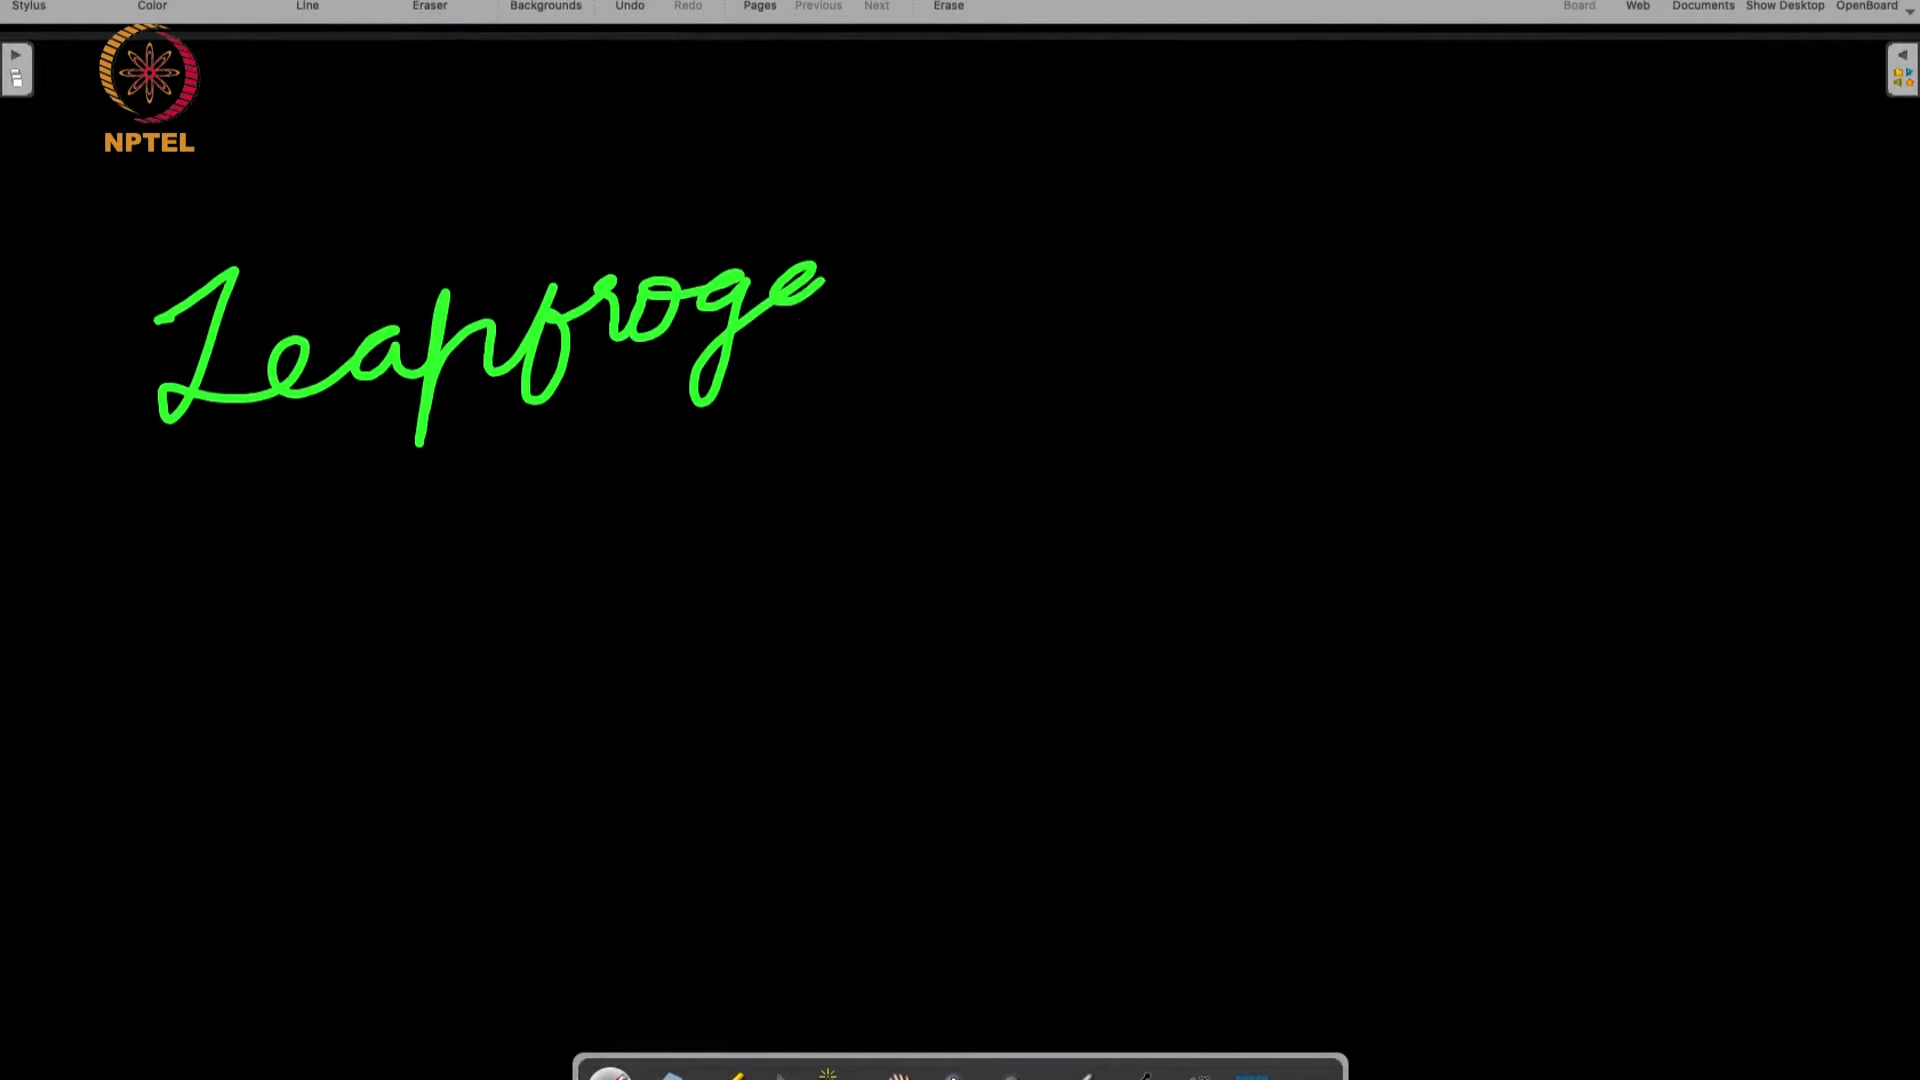 Stylus Color Line Eraser Backgrounds Undo Redo Pages Previous Next Erase Board Web Documents Show Desktop OpenBoard
NPTEL
Leapfroge